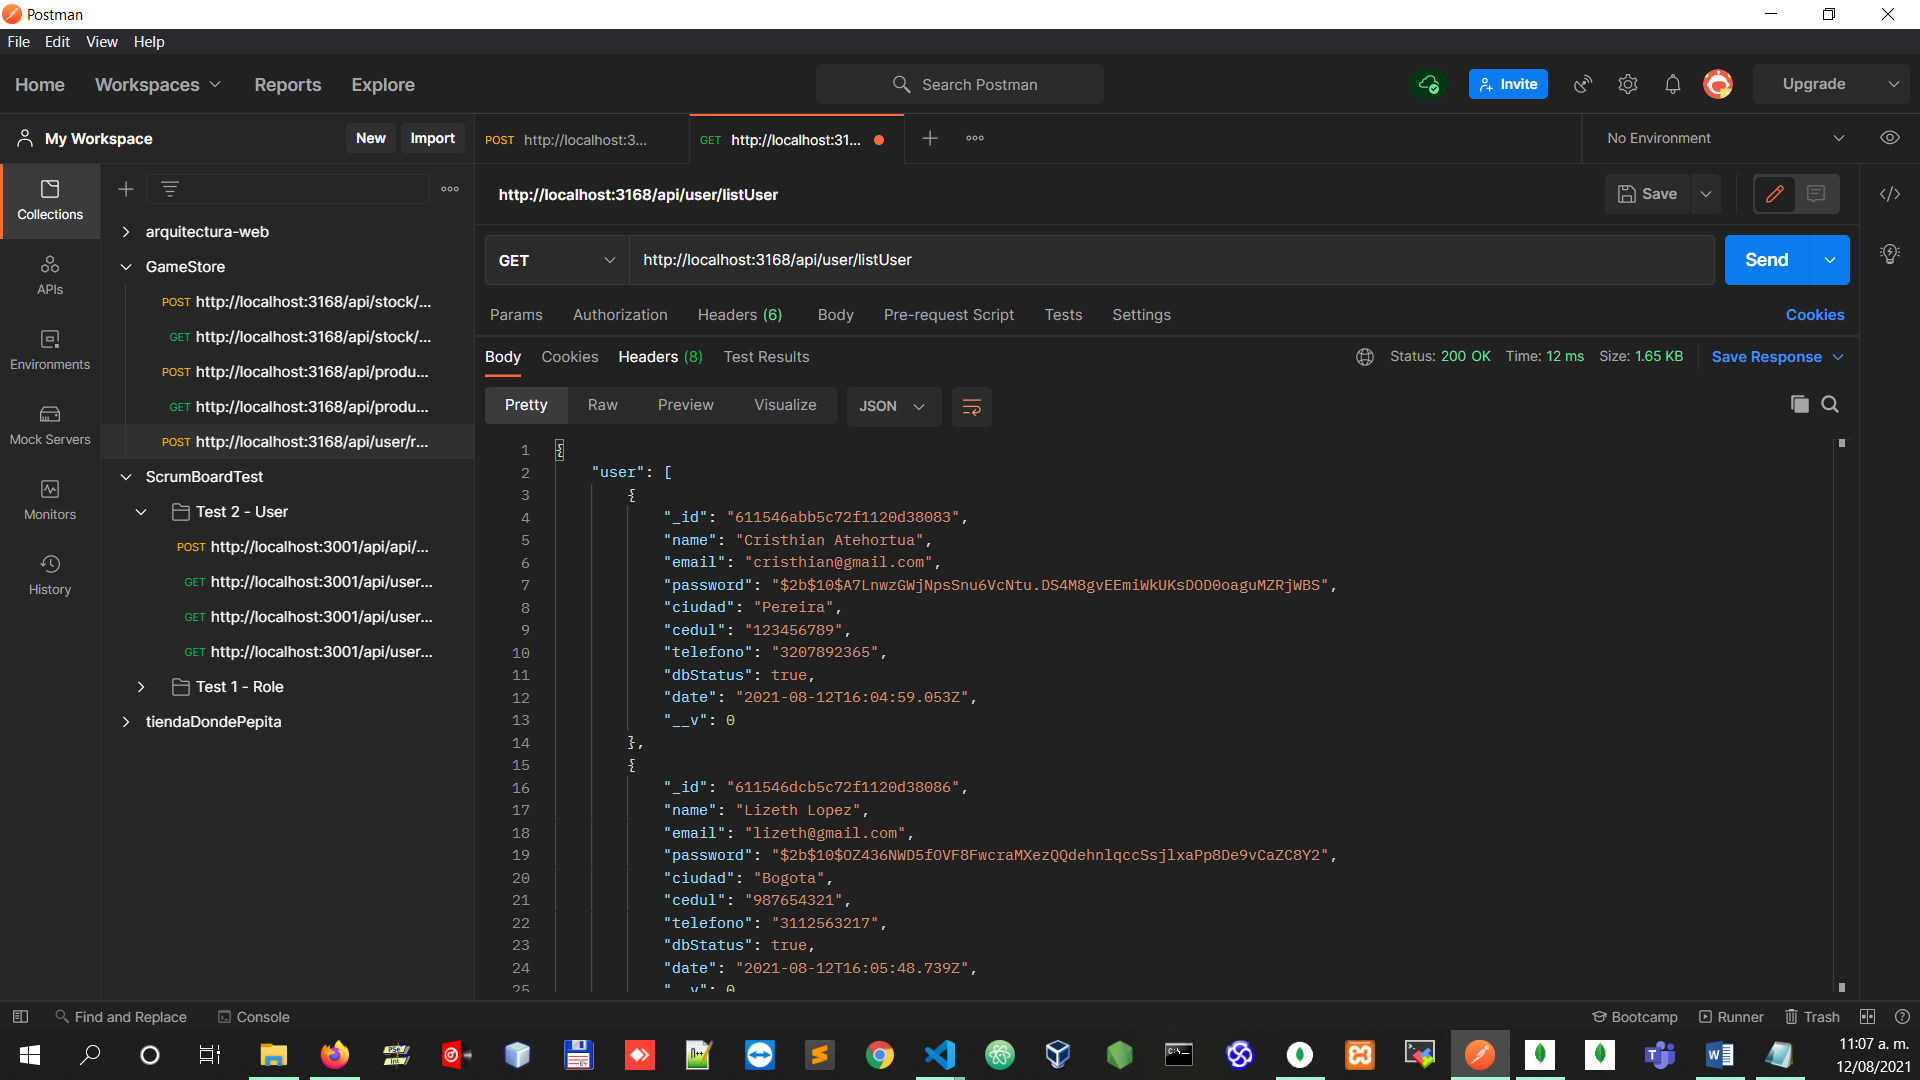 Postman
File Edit View Help
Home Workspaces Reports Explore
Search Postman
Invite
Upgrade
My Workspace
New
Import
POST http://localhost:3...
GET http://localhost:31...
No Environment
Collections
APIs
Environments
Mock Servers
Monitors
History
arquitectura-web
GameStore
POST http://localhost:3168/api/stock/...
GET http://localhost:3168/api/stock/...
POST http://localhost:3168/api/produ...
GET http://localhost:3168/api/produ...
POST http://localhost:3168/api/user/r...
ScrumBoardTest
Test 2 - User
POST http://localhost:3001/api/api/...
GET http://localhost:3001/api/user...
GET http://localhost:3001/api/user...
GET http://localhost:3001/api/user...
Test 1 - Role
tiendaDondePepita
http://localhost:3168/api/user/listUser
Save
GET http://localhost:3168/api/user/listUser
Send
Params Authorization Headers (6) Body Pre-request Script Tests Settings
Cookies
Body Cookies Headers (8) Test Results
Status: 200 OK Time: 12 ms Size: 1.65 KB
Save Response
Pretty Raw Preview Visualize
JSON
1 {
2 "user": [
3 {
4 "_id": "611546abb5c72f1120d38083",
5 "name": "Cristhian Atehortua",
6 "email": "cristhian@gmail.com",
7 "password": "$2b$10$A7LnwzGWjNpsSnu6VcNtu.DS4M8gvEEmiWkUKsDOD0oaguMZRjWBS",
8 "ciudad": "Pereira",
9 "cedul": "123456789",
10 "telefono": "3207892365",
11 "dbStatus": true,
12 "date": "2021-08-12T16:04:59.053Z",
13 "__v": 0
14 },
15 {
16 "_id": "611546dcb5c72f1120d38086",
17 "name": "Lizeth Lopez",
18 "email": "lizeth@gmail.com",
19 "password": "$2b$10$OZ436NWD5fOVF8FwcraMXezQQdehnlqccSsjlxaPp8De9vCaZC8Y2",
20 "ciudad": "Bogota",
21 "cedul": "987654321",
22 "telefono": "3112563217",
23 "dbStatus": true,
24 "date": "2021-08-12T16:05:48.739Z",
25 "__v": 0
Find and Replace
Console
Bootcamp
Runner
Trash
11:07 a. m.
12/08/2021